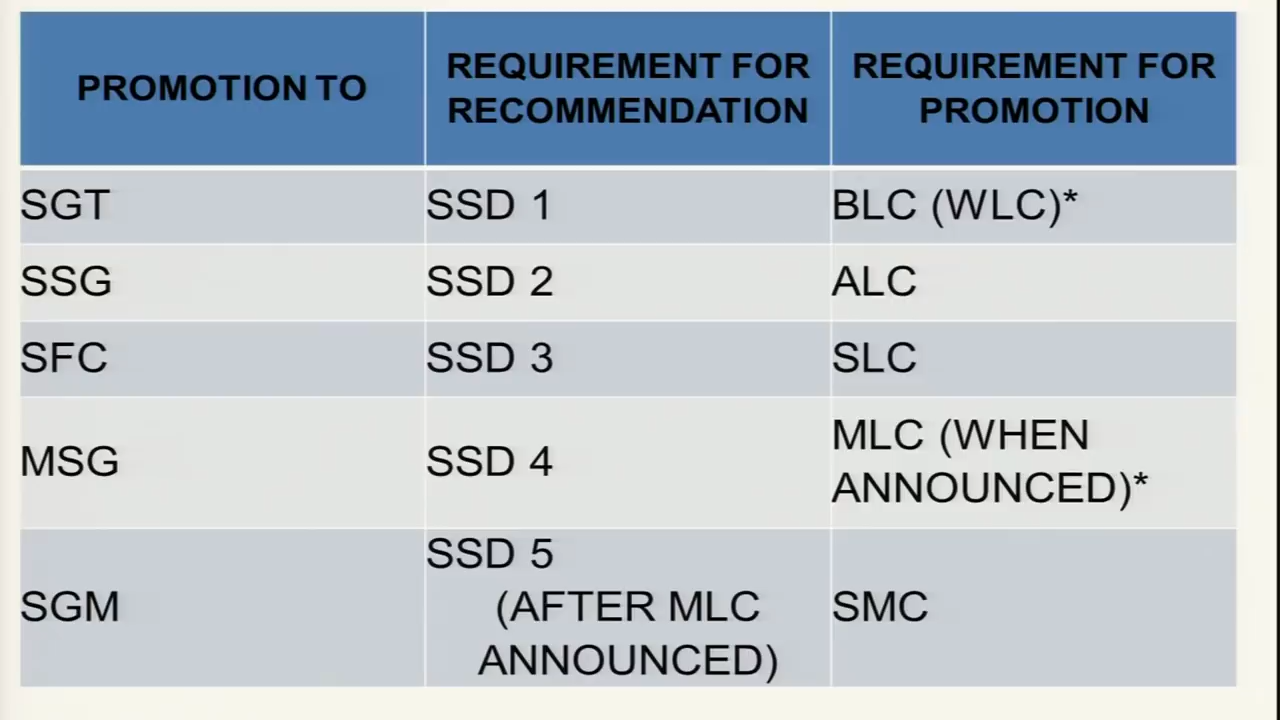 PROMOTION TO
REQUIREMENT FOR
RECOMMENDATION
REQUIREMENT FOR
PROMOTION
SGT
SSD 1
BLC (WLC)*
SSG
SSD 2
ALC
SFC
SSD 3
SLC
MSG
SSD 4
MLC (WHEN
ANNOUNCED)*
SGM
SSD 5
(AFTER MLC
ANNOUNCED)
SMC